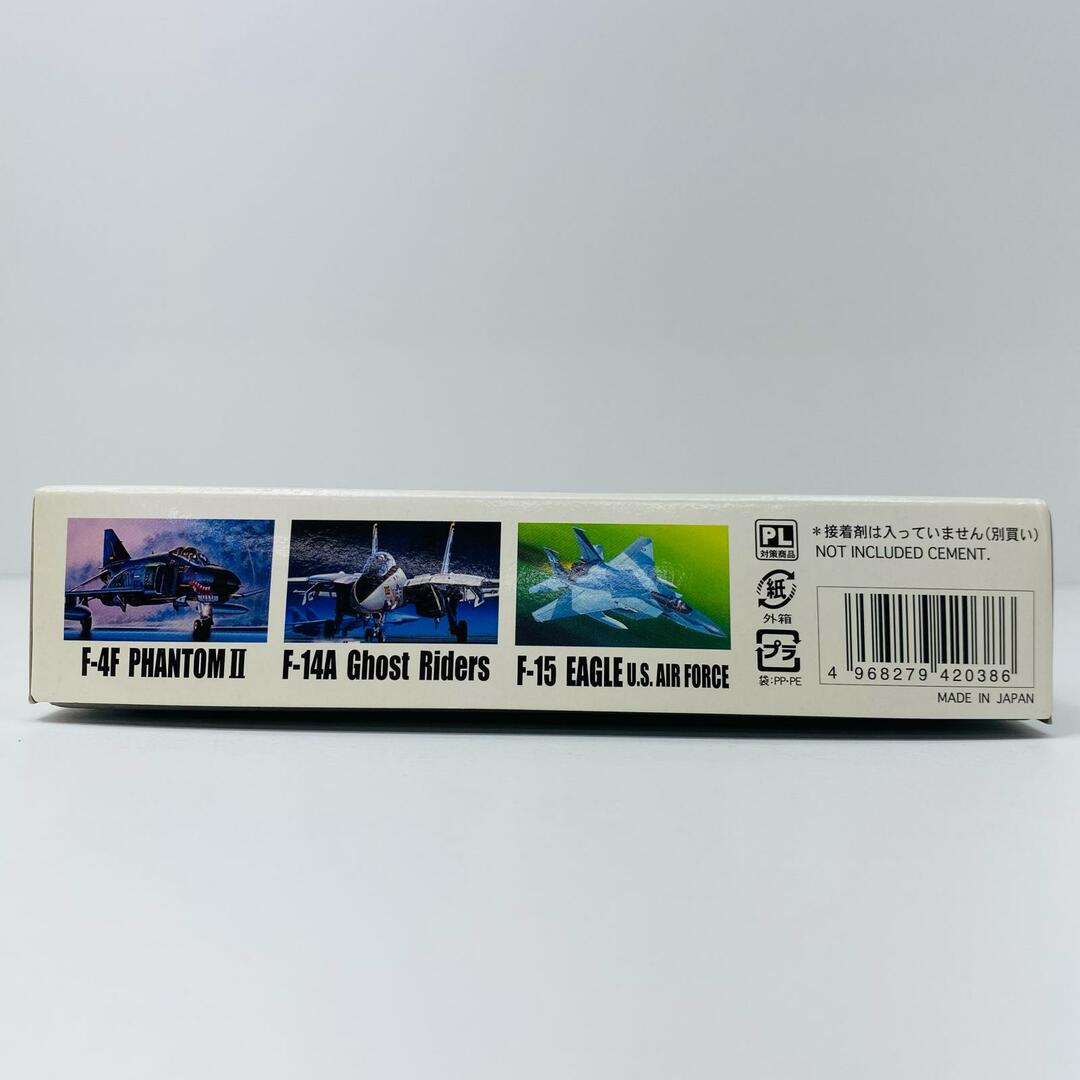 F-4F PHANTOM II
F-14A Ghost Riders
F-15 EAGLE U.S. AIR FORCE
PL
対策商品
紙
外箱
プラ
袋:PP・PE
*接着剤は入っていません(別買い)
NOT INCLUDED CEMENT.
4 968279 420386
MADE IN JAPAN